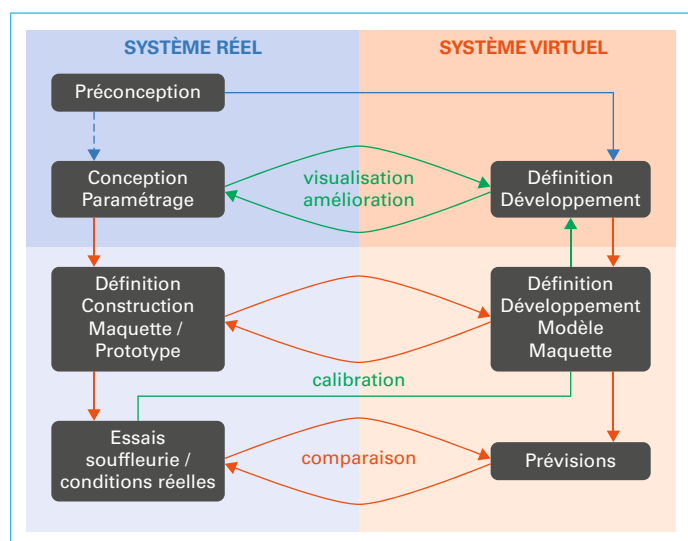 SYSTÈME RÉEL
SYSTÈME VIRTUEL
Préconception
Conception
Paramétrage
visualisation
amélioration
Définition
Développement
Définition
Construction
Maquette /
Prototype
Définition
Développement
Modèle
Maquette
calibration
Essais
soufflerie /
conditions réelles
comparaison
Prévisions